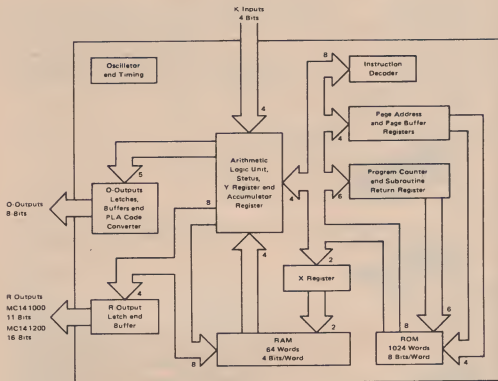 K Inputs
4 Bits
Oscillator
and Timing
8
Instruction
Decoder
4
4
Page Address
and Page Buffer
Registers
Arithmetic
Logic Unit,
Status,
Y Register and
Accumulator
Register
5
4
6
Program Counter
and Subroutine
Return Register
O-Outputs
8-Bits
O-Outputs
Latches,
Buffers and
PLA Code
Converter
8
4
2
X Register
R Outputs
MC141000
11 Bits
MC141200
16 Bits
4
R Output
Latch and
Buffer
2
8
6
8
RAM
64 Words
4 Bits/Word
ROM
1024 Words
8 Bits/Word
4